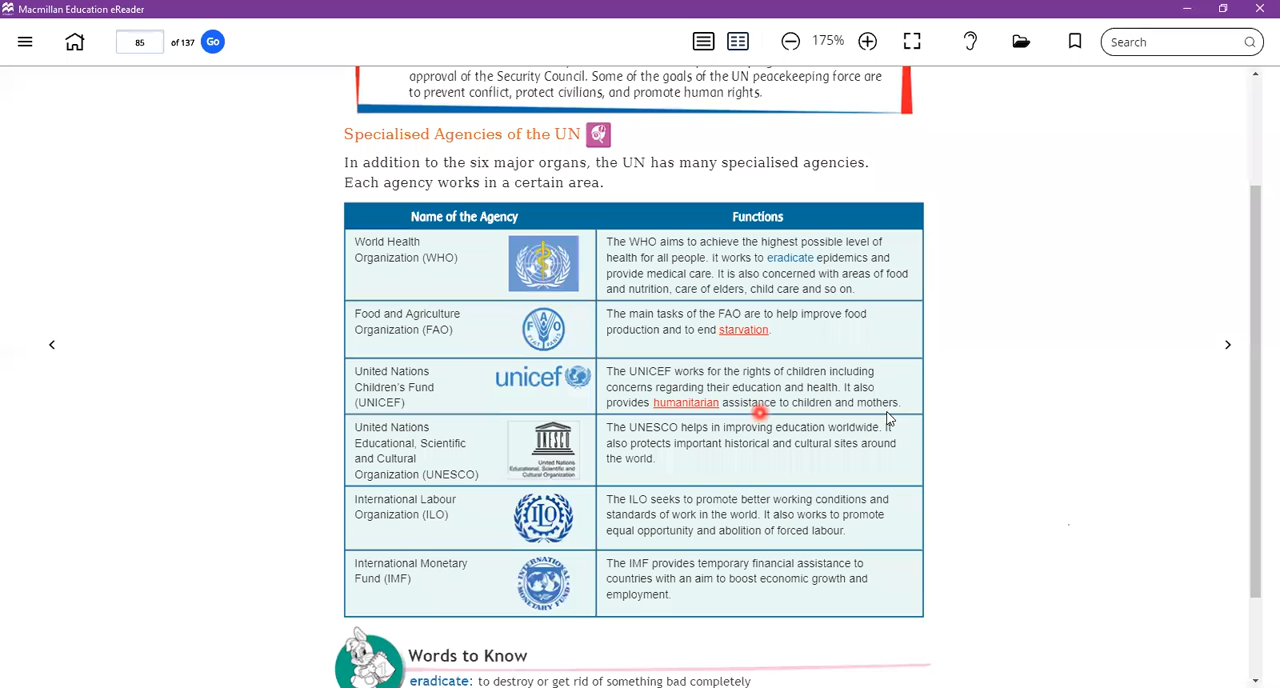 Macmillan Education eReader
85 of 137 Go 175% Search
approval of the Security Council. Some of the goals of the UN peacekeeping force are
to prevent conflict, protect civilians, and promote human rights.
Specialised Agencies of the UN
In addition to the six major organs, the UN has many specialised agencies.
Each agency works in a certain area.
Name of the Agency Functions
World Health
Organization (WHO)
The WHO aims to achieve the highest possible level of
health for all people. it works to eradicate epidemics and
provide medical care. It is also concerned with areas of food
and nutrition, care of elders, child care and so on.
Food and Agriculture
Organization (FAO)
F A O
FIAT PANIS
The main tasks of the FAO are to help improve food
production and to end starvation.
United Nations
Children's Fund
(UNICEF)
unicef
The UNICEF works for the rights of children including
concerns regarding their education and health. It also
provides humanitarian assistance to children and mothers.
United Nations
Educational, Scientific
and Cultural
Organization (UNESCO)
UNESCO
United Nations
Educational, Scientific and
Cultural Organization
The UNESCO helps in improving education worldwide. It
also protects important historical and cultural sites around
the world.
International Labour
Organization (ILO)
ILO
The ILO seeks to promote better working conditions and
standards of work in the world. It also works to promote
equal opportunity and abolition of forced labour.
International Monetary
Fund (IMF)
INTERNATIONAL MONETARY FUND
The IMF provides temporary financial assistance to
countries with an aim to boost economic growth and
employment.
Words to Know
eradicate: to destroy or get rid of something bad completely